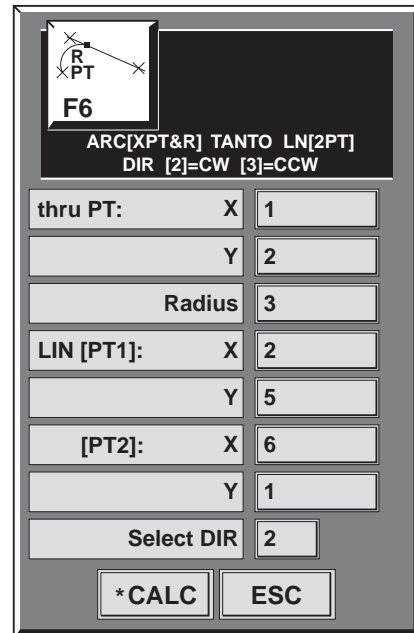 R
PT
F6
ARC[XPT&R] TANTO LN[2PT]
DIR [2]=CW [3]=CCW
thru PT: X 1
Y 2
Radius 3
LIN [PT1]: X 2
Y 5
[PT2]: X 6
Y 1
Select DIR 2
*CALC ESC